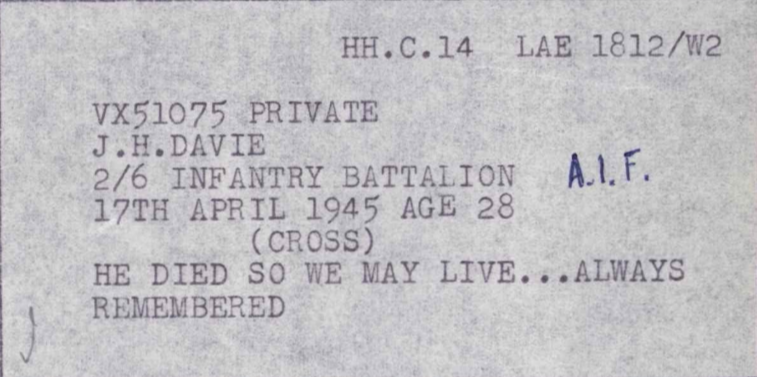 HH.C.14 LAE 1812/W2
VX51075 PRIVATE
J.H.DAVIE
2/6 INFANTRY BATTALION A.I.F.
17TH APRIL 1945 AGE 28
(CROSS)
HE DIED SO WE MAY LIVE...ALWAYS
REMEMBERED